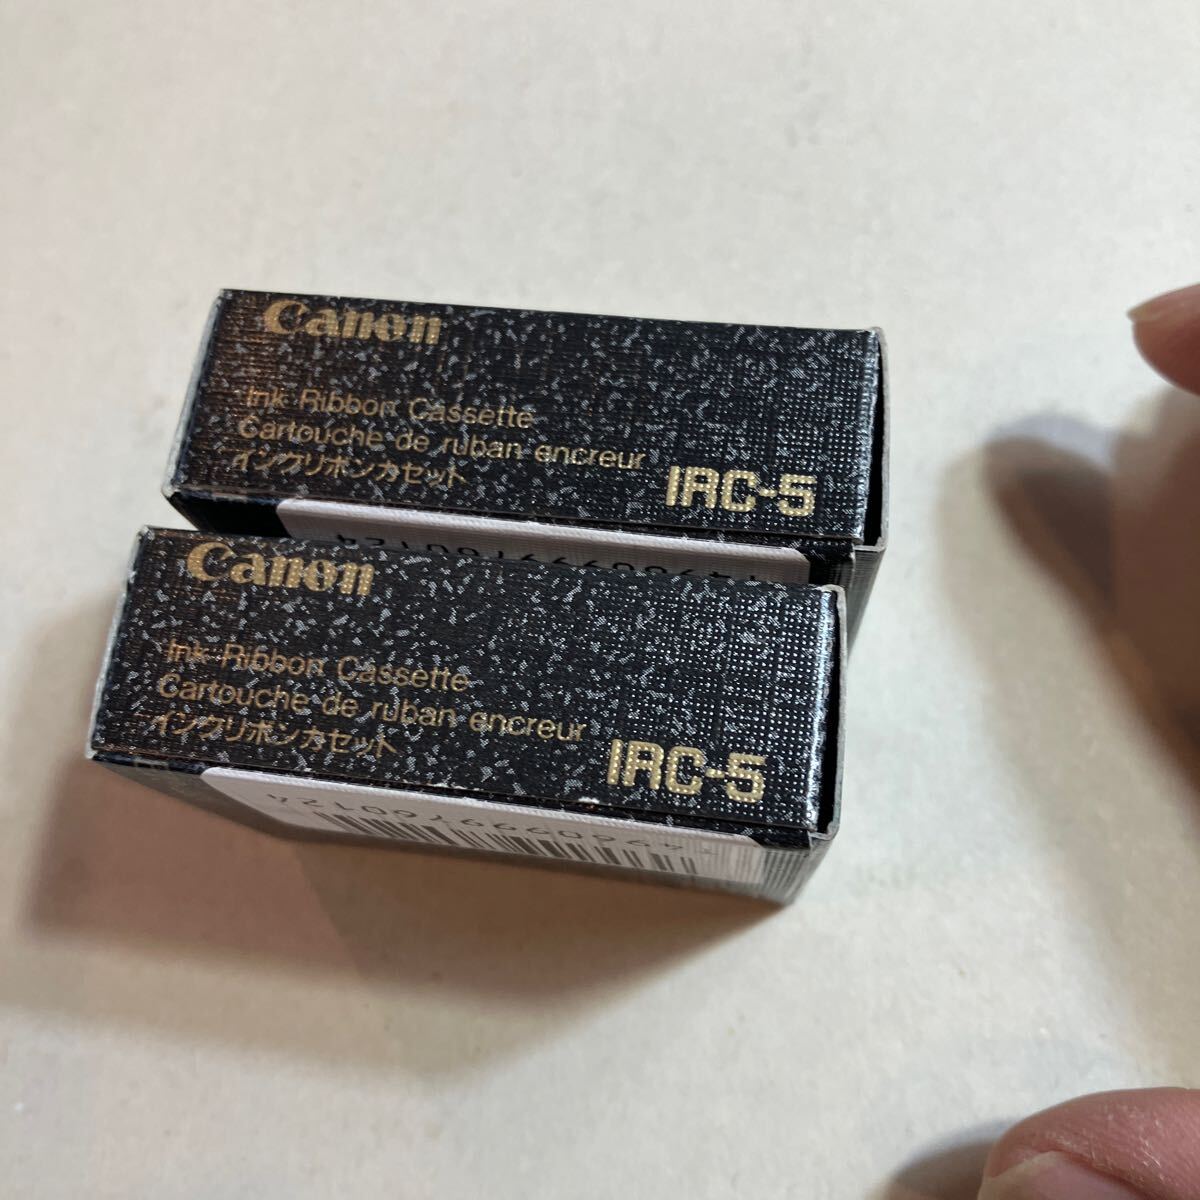 Canon
Ink Ribbon Cassette
Cartouche de ruban encreur
インクリボンカセット
IRC-5
Canon
Ink Ribbon Cassette
Cartouche de ruban encreur
インクリボンカセット
IRC-5